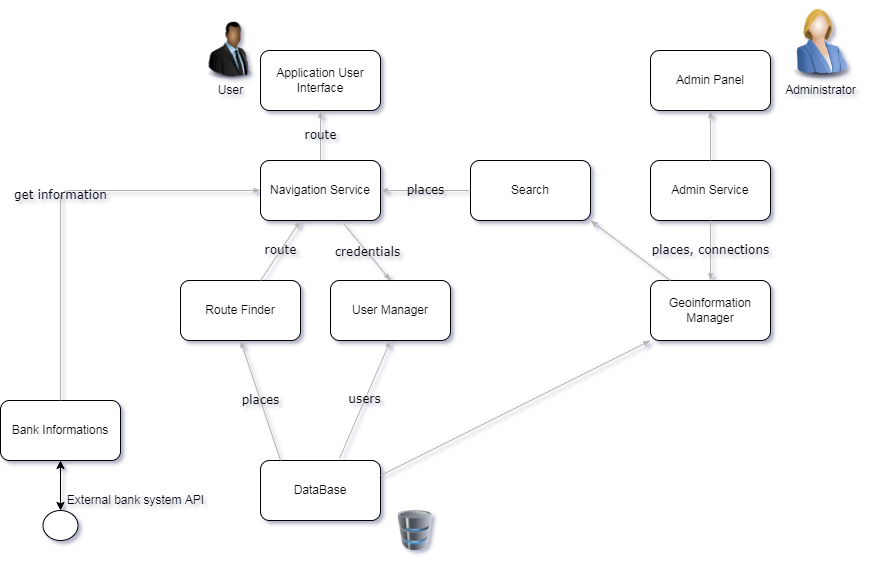 User
Application User
Interface
Admin Panel
Administrator
route
get information
Navigation Service
places
Search
Admin Service
route
credentials
places, connections
Route Finder
User Manager
Geoinformation
Manager
places
users
Bank Informations
DataBase
External bank system API